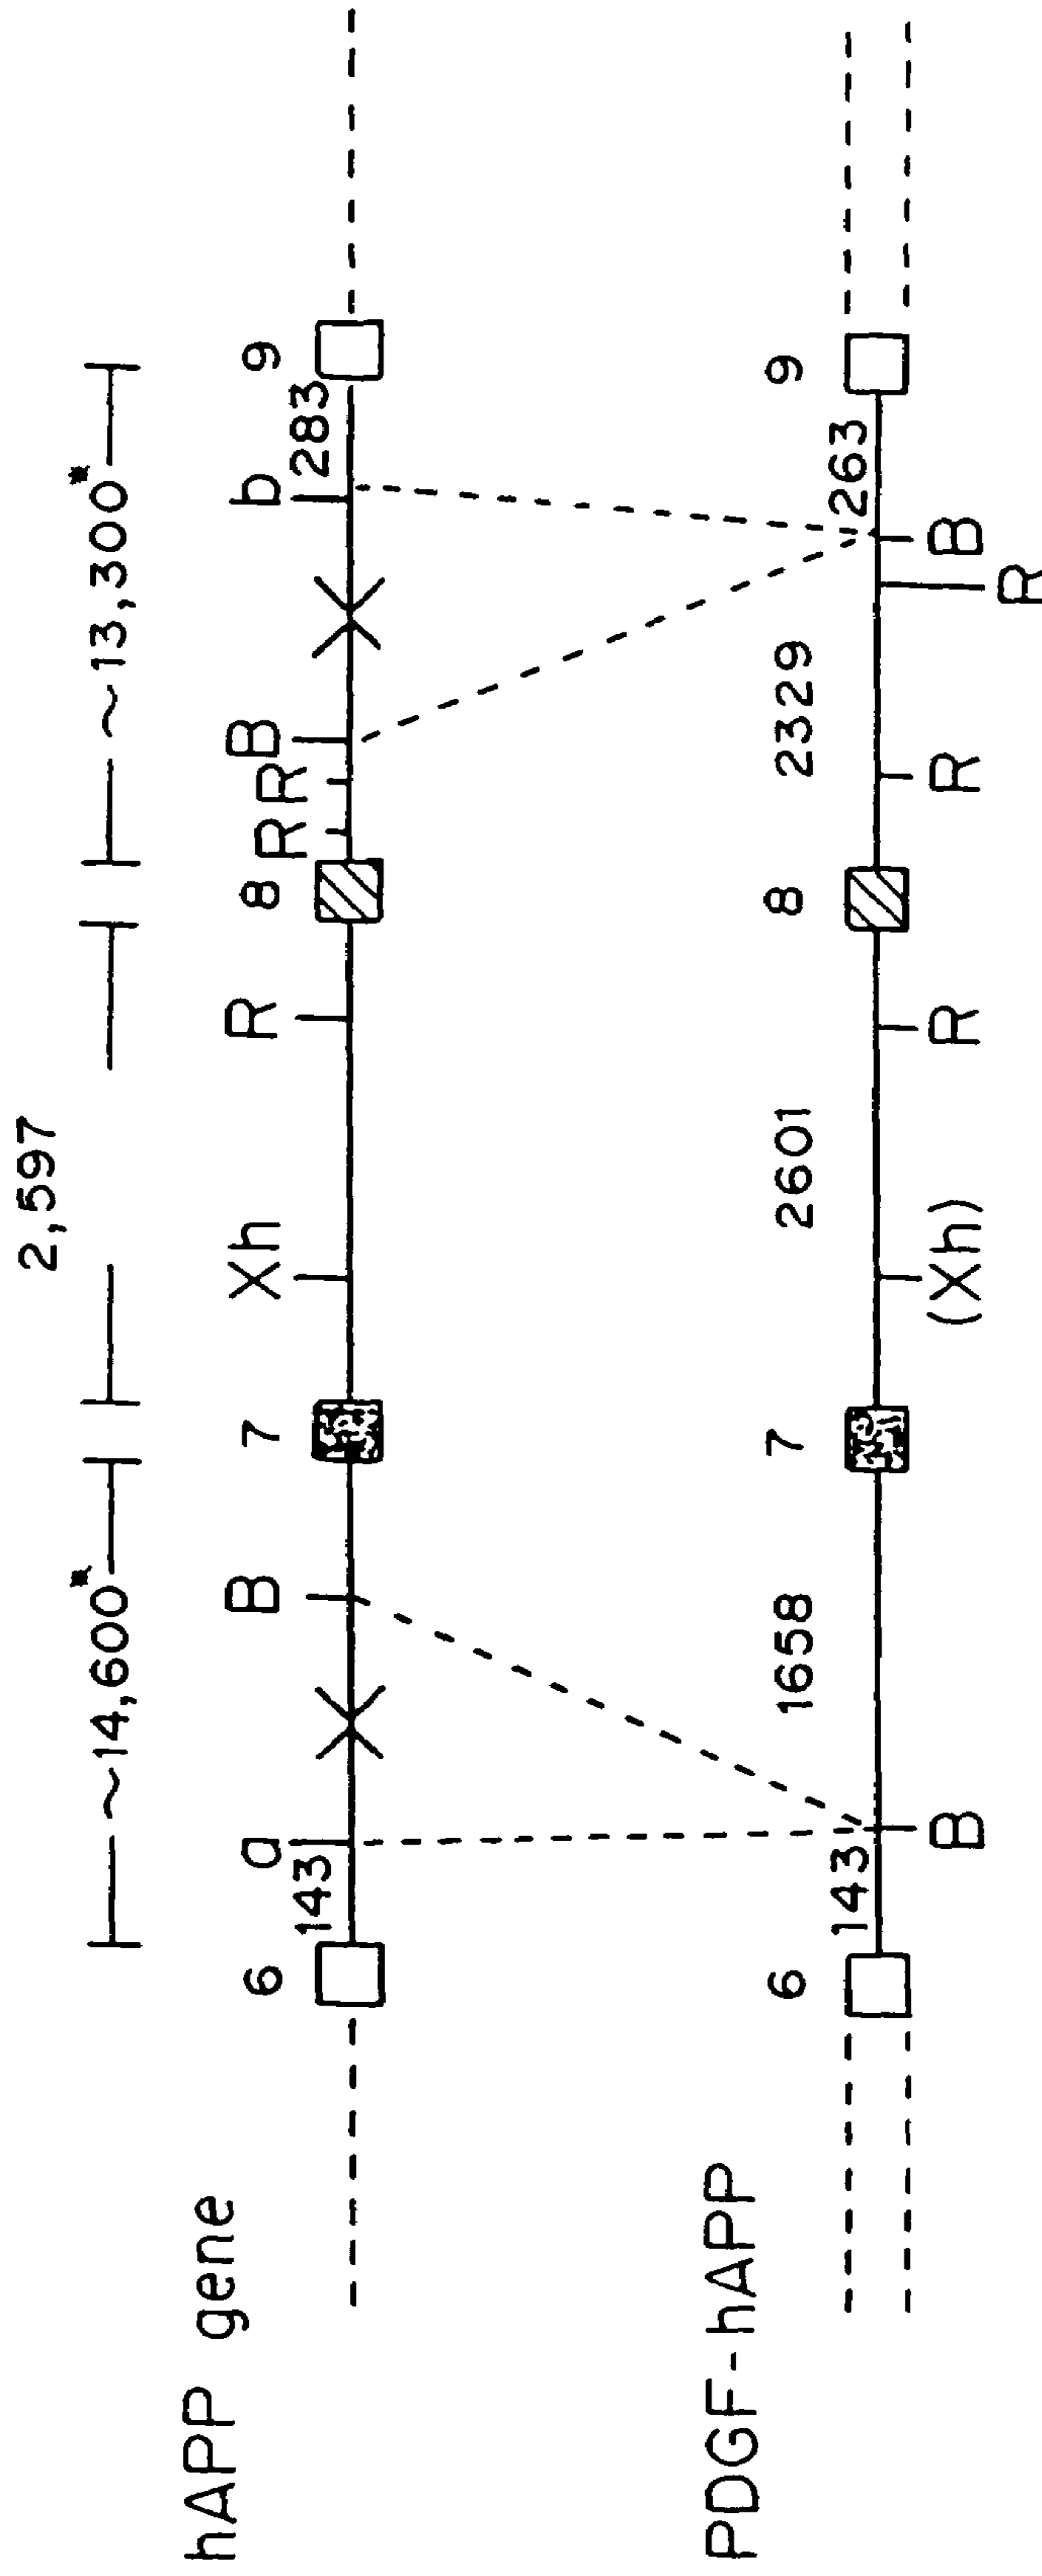 2,597
~14,600* ~13,300*
hAPP gene
6 7 8 9
143 283
a B Xh R R R B b
PDGF-hAPP
6 7 8 9
143 1658 2601 2329 263
B (Xh) R R B
R